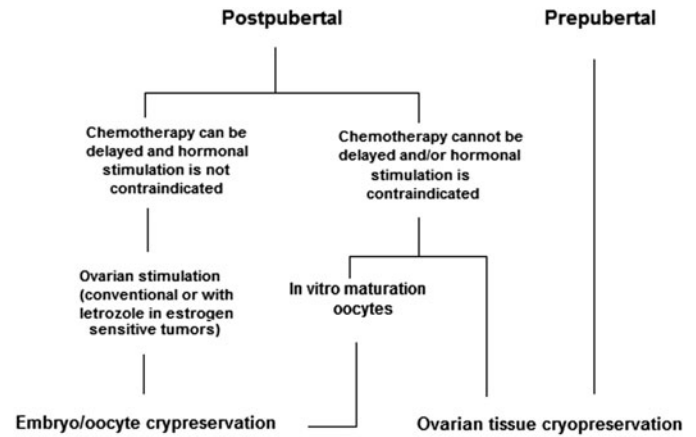 Postpubertal
Prepubertal
Chemotherapy can be
delayed and hormonal
stimulation is not
contraindicated
Chemotherapy cannot be
delayed and/or hormonal
stimulation is
contraindicated
Ovarian stimulation
(conventional or with
letrozole in estrogen
sensitive tumors)
In vitro maturation
oocytes
Embryo/oocyte crypreservation
Ovarian tissue cryopreservation